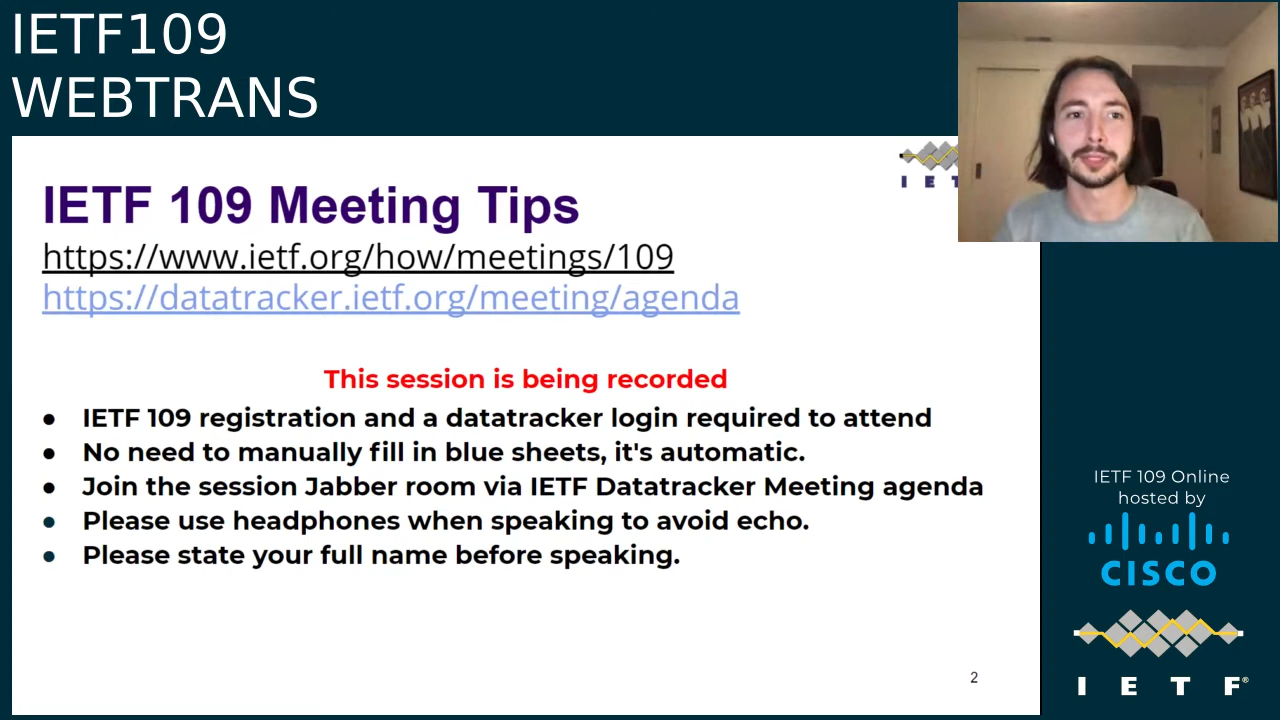 IETF109
WEBTRANS
I E T
IETF 109 Meeting Tips
https://www.ietf.org/how/meetings/109
https://datatracker.ietf.org/meeting/agenda
This session is being recorded
● IETF 109 registration and a datatracker login required to attend
● No need to manually fill in blue sheets, it's automatic.
● Join the session Jabber room via IETF Datatracker Meeting agenda
● Please use headphones when speaking to avoid echo.
● Please state your full name before speaking.
2
IETF 109 Online
hosted by
CISCO
I E T F®